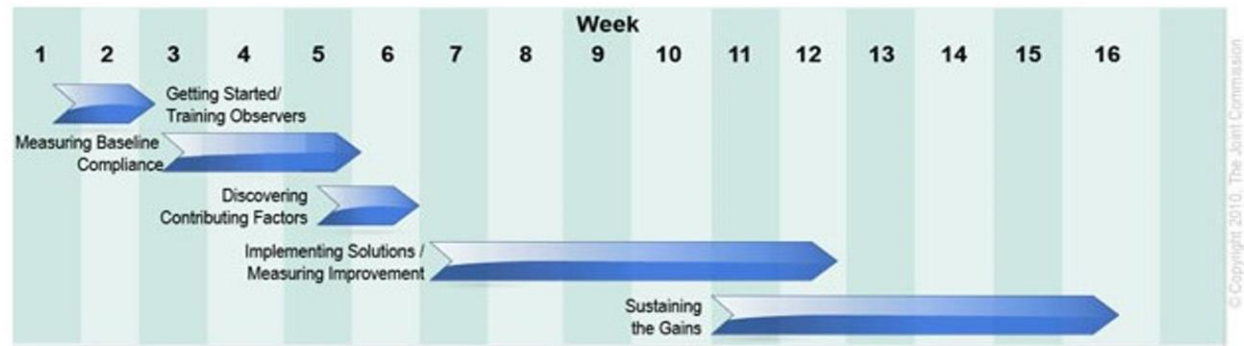 Week
1 2 3 4 5 6 7 8 9 10 11 12 13 14 15 16
Getting Started/
Training Observers
Measuring Baseline
Compliance
Discovering
Contributing Factors
Implementing Solutions /
Measuring Improvement
Sustaining
the Gains
© Copyright 2010, The Joint Commission